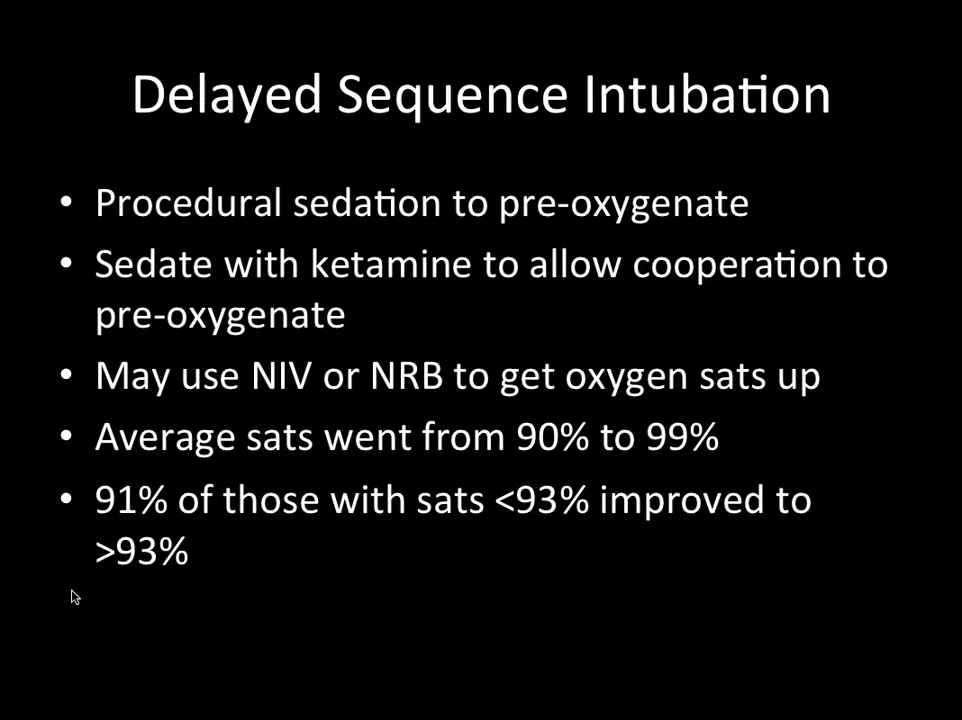 Delayed Sequence Intubation
• Procedural sedation to pre-oxygenate
• Sedate with ketamine to allow cooperation to
pre-oxygenate
• May use NIV or NRB to get oxygen sats up
• Average sats went from 90% to 99%
• 91% of those with sats <93% improved to
>93%